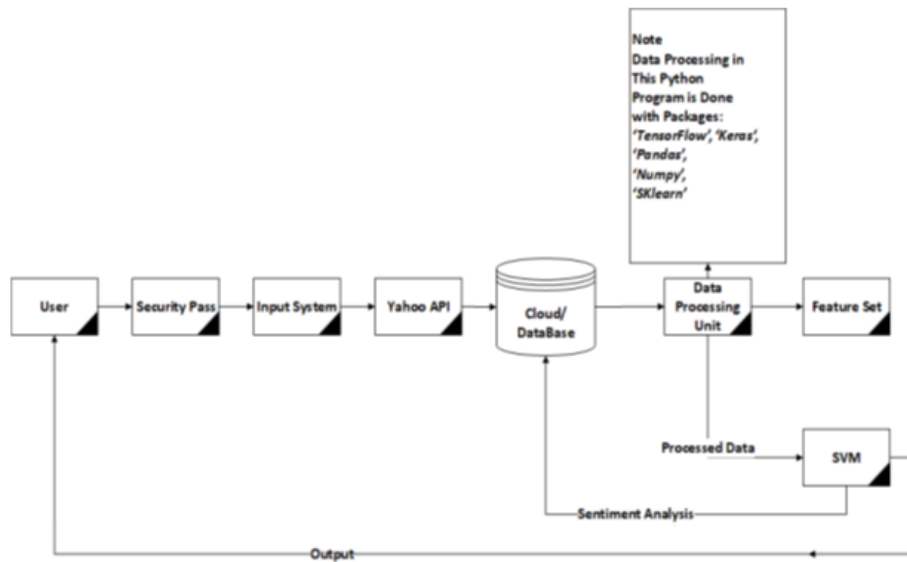 Note
Data Processing in
This Python
Program is Done
with Packages:
‘TensorFlow’, ‘Keras’,
‘Pandas’,
‘Numpy’,
‘SKlearn’
User
Security Pass
Input System
Yahoo API
Cloud/
DataBase
Data
Processing
Unit
Feature Set
Processed Data
SVM
Sentiment Analysis
Output